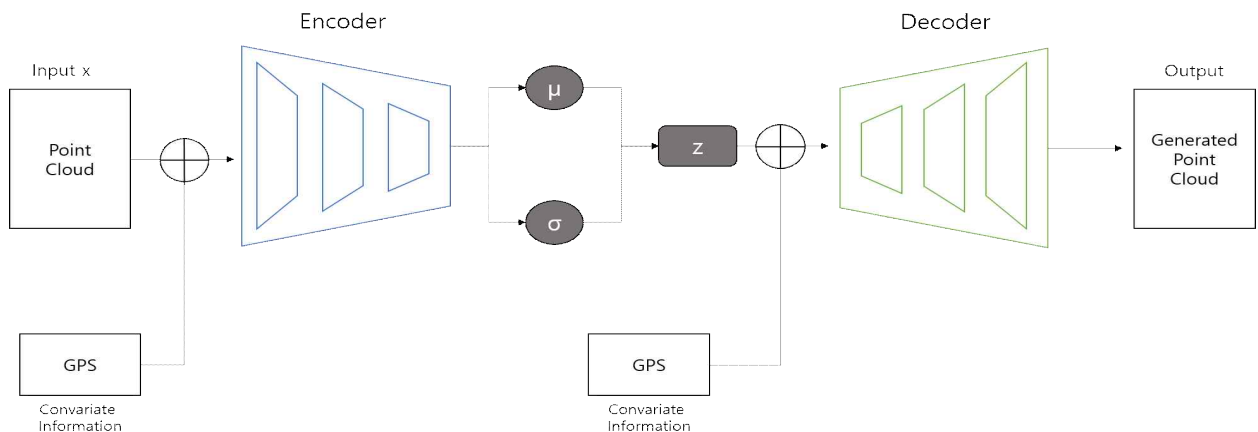 Encoder
Decoder
Input x
Output
Point
Cloud
μ
σ
z
Generated
Point
Cloud
GPS
Convariate
Information
GPS
Convariate
Information